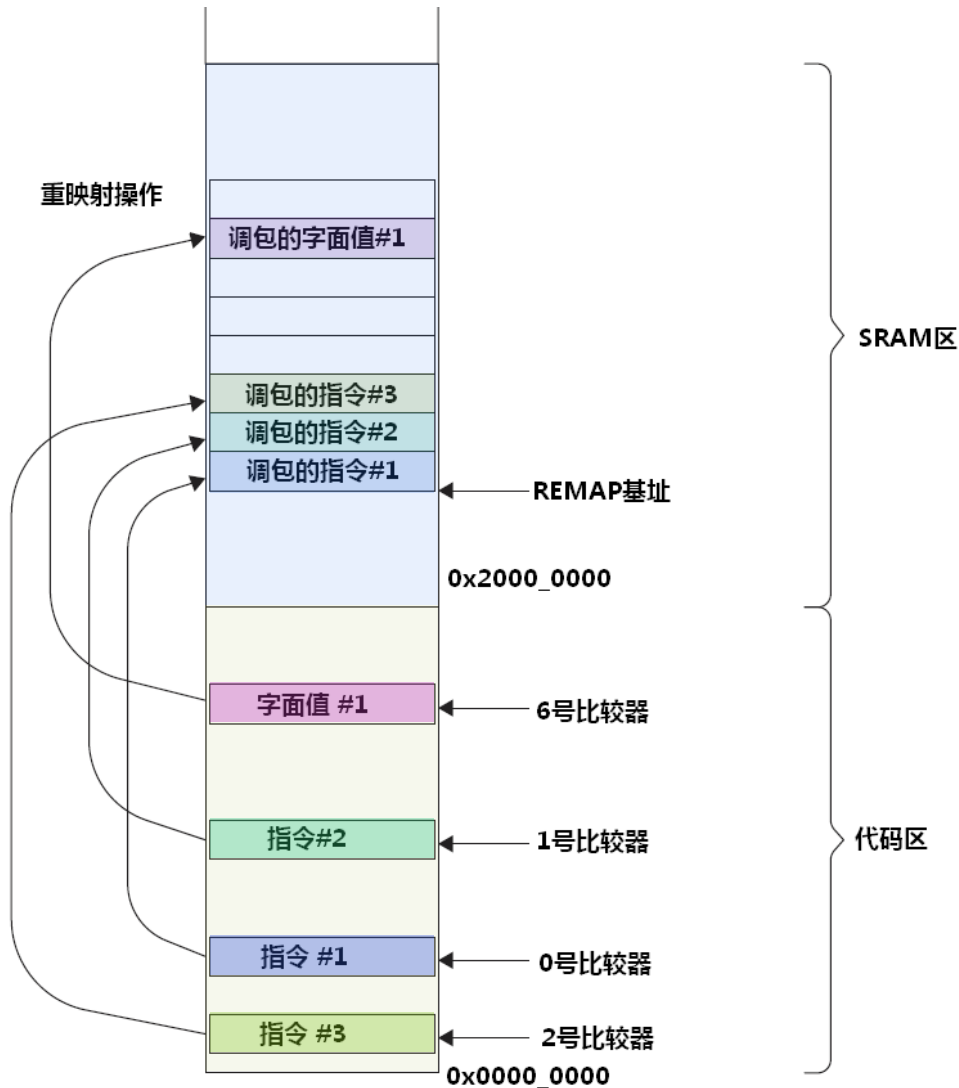 重映射操作
调包的字面值#1
SRAM区
调包的指令#3
调包的指令#2
调包的指令#1
REMAP基址
0x2000_0000
字面值 #1
6号比较器
指令#2
1号比较器
代码区
指令 #1
0号比较器
指令 #3
2号比较器
0x0000_0000